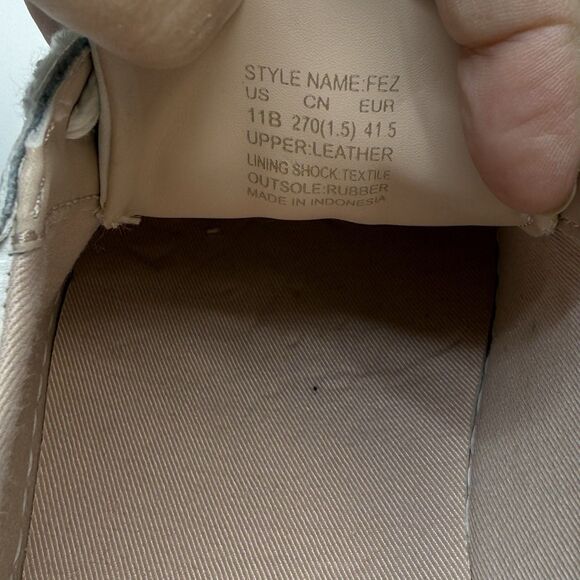 STYLE NAME:FEZ
US CN EUR
11B 270(1.5) 41.5
UPPER:LEATHER
LINING SHOCK:TEXTILE
OUTSOLE:RUBBER
MADE IN INDONESIA